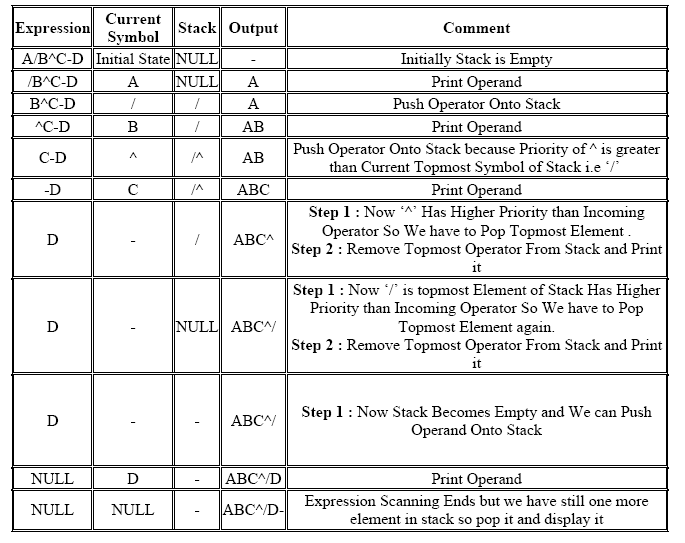 Expression Current Symbol Stack Output Comment
A/B^C-D Initial State NULL - Initially Stack is Empty
/B^C-D A NULL A Print Operand
B^C-D / / A Push Operator Onto Stack
^C-D B / AB Print Operand
C-D ^ /^ AB Push Operator Onto Stack because Priority of ^ is greater
than Current Topmost Symbol of Stack i.e ‘/’
-D C /^ ABC Print Operand
D - / ABC^ Step 1 : Now ‘^’ Has Higher Priority than Incoming
Operator So We have to Pop Topmost Element .
Step 2 : Remove Topmost Operator From Stack and Print
it
D - NULL ABC^/ Step 1 : Now ‘/’ is topmost Element of Stack Has Higher
Priority than Incoming Operator So We have to Pop
Topmost Element again.
Step 2 : Remove Topmost Operator From Stack and Print
it
D - - ABC^/ Step 1 : Now Stack Becomes Empty and We can Push
Operand Onto Stack
NULL D - ABC^/D Print Operand
NULL NULL - ABC^/D- Expression Scanning Ends but we have still one more
element in stack so pop it and display it